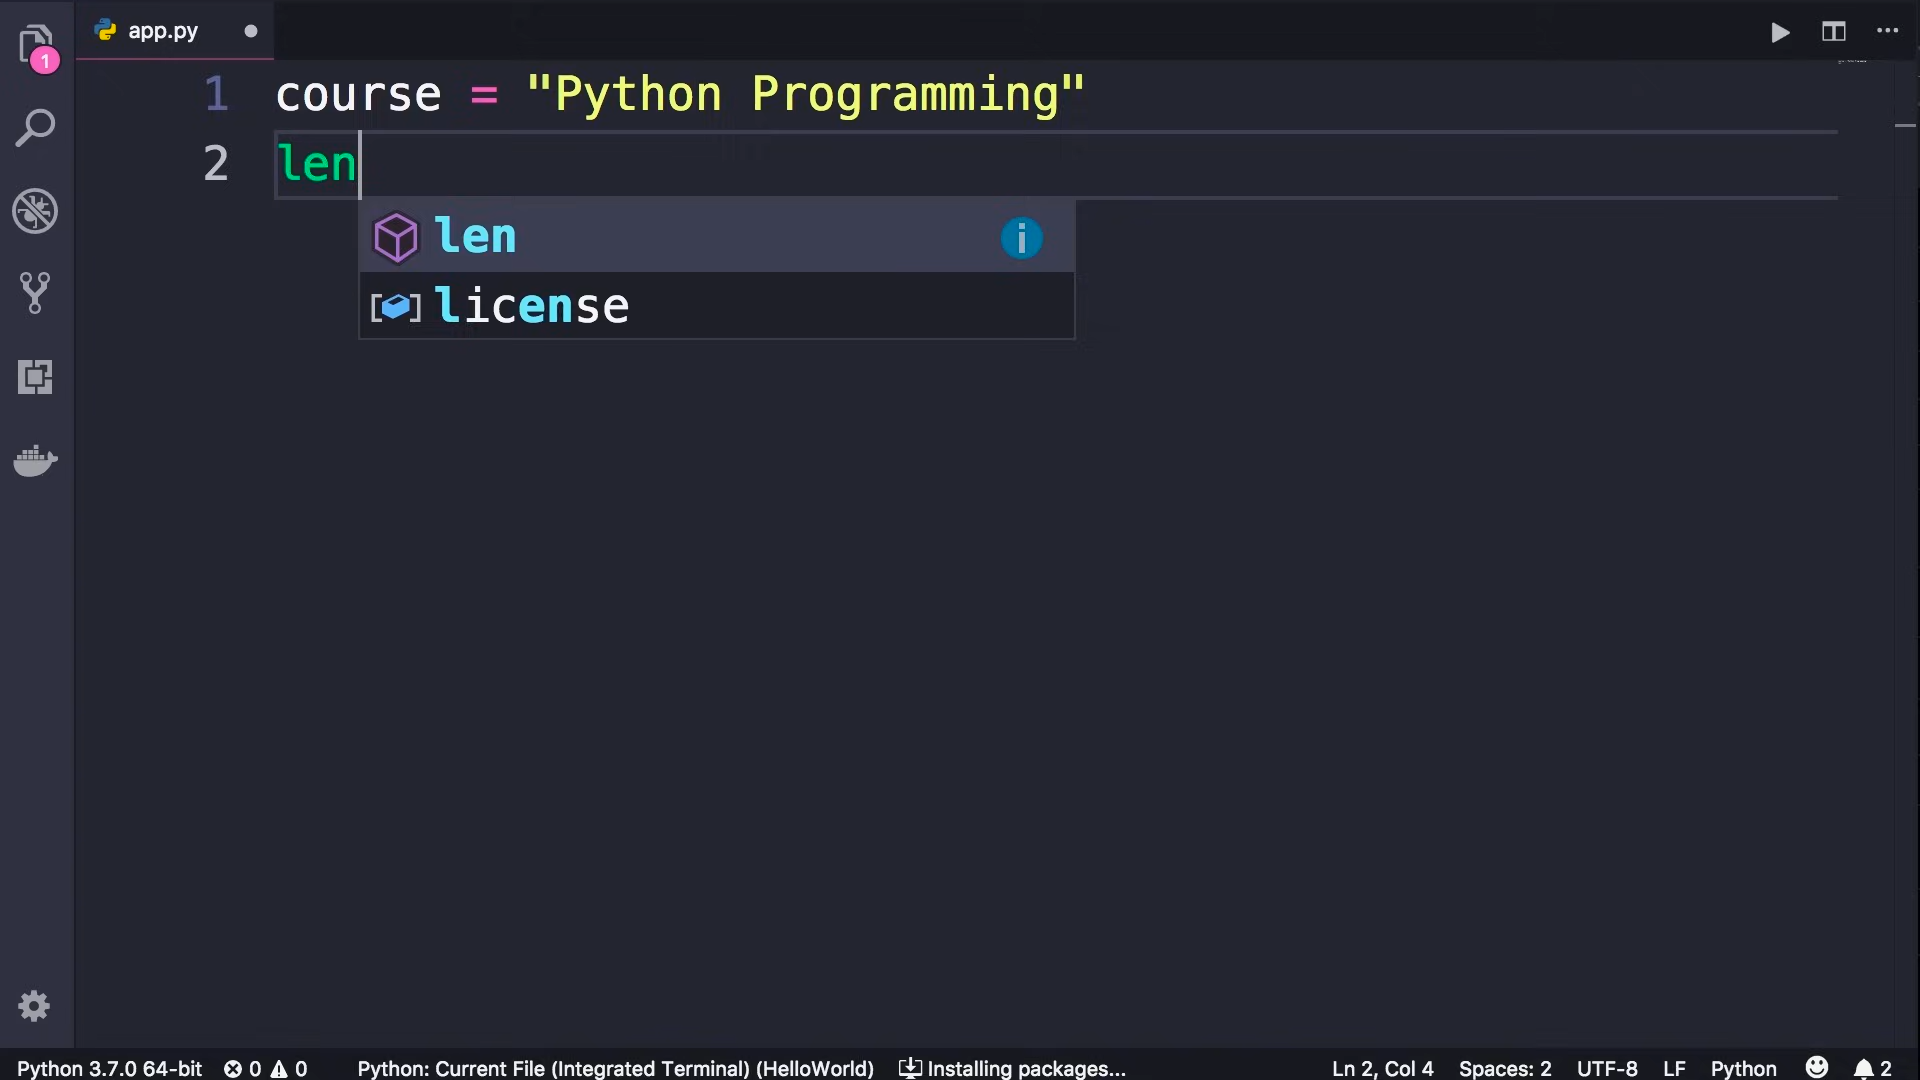 app.py
1
1 course = "Python Programming"
2 len
len
license
Python 3.7.0 64-bit 0 0 Python: Current File (Integrated Terminal) (HelloWorld) Installing packages... Ln 2, Col 4 Spaces: 2 UTF-8 LF Python 2